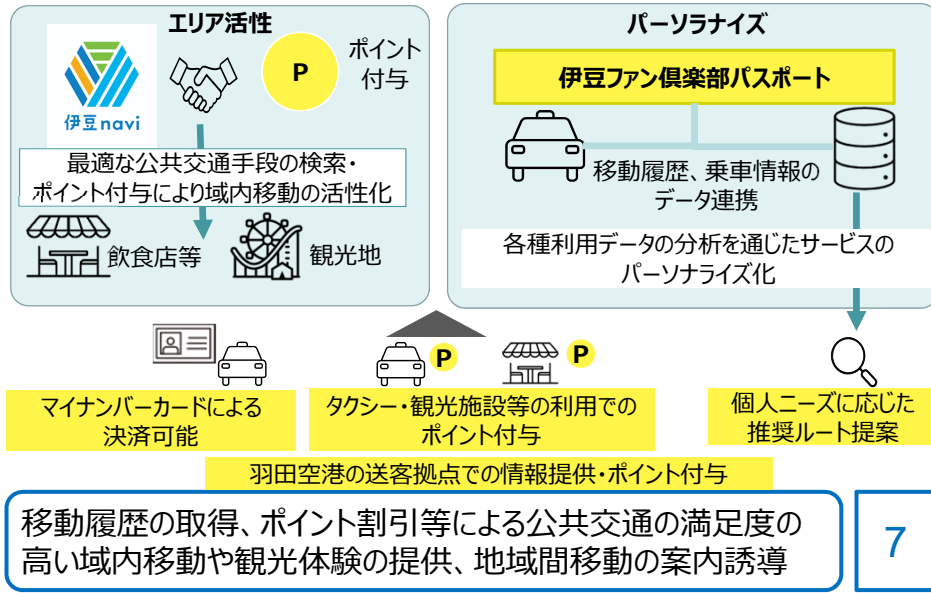 エリア活性
伊豆navi
P
ポイント
付与
最適な公共交通手段の検索・
ポイント付与により域内移動の活性化
飲食店等
観光地
パーソラナイズ
伊豆ファン倶楽部パスポート
移動履歴、乗車情報の
データ連携
各種利用データの分析を通じたサービスの
パーソナライズ化
マイナンバーカードによる
決済可能
P
P
タクシー・観光施設等の利用での
ポイント付与
個人ニーズに応じた
推奨ルート提案
羽田空港の送客拠点での情報提供・ポイント付与
移動履歴の取得、ポイント割引等による公共交通の満足度の
高い域内移動や観光体験の提供、地域間移動の案内誘導
7